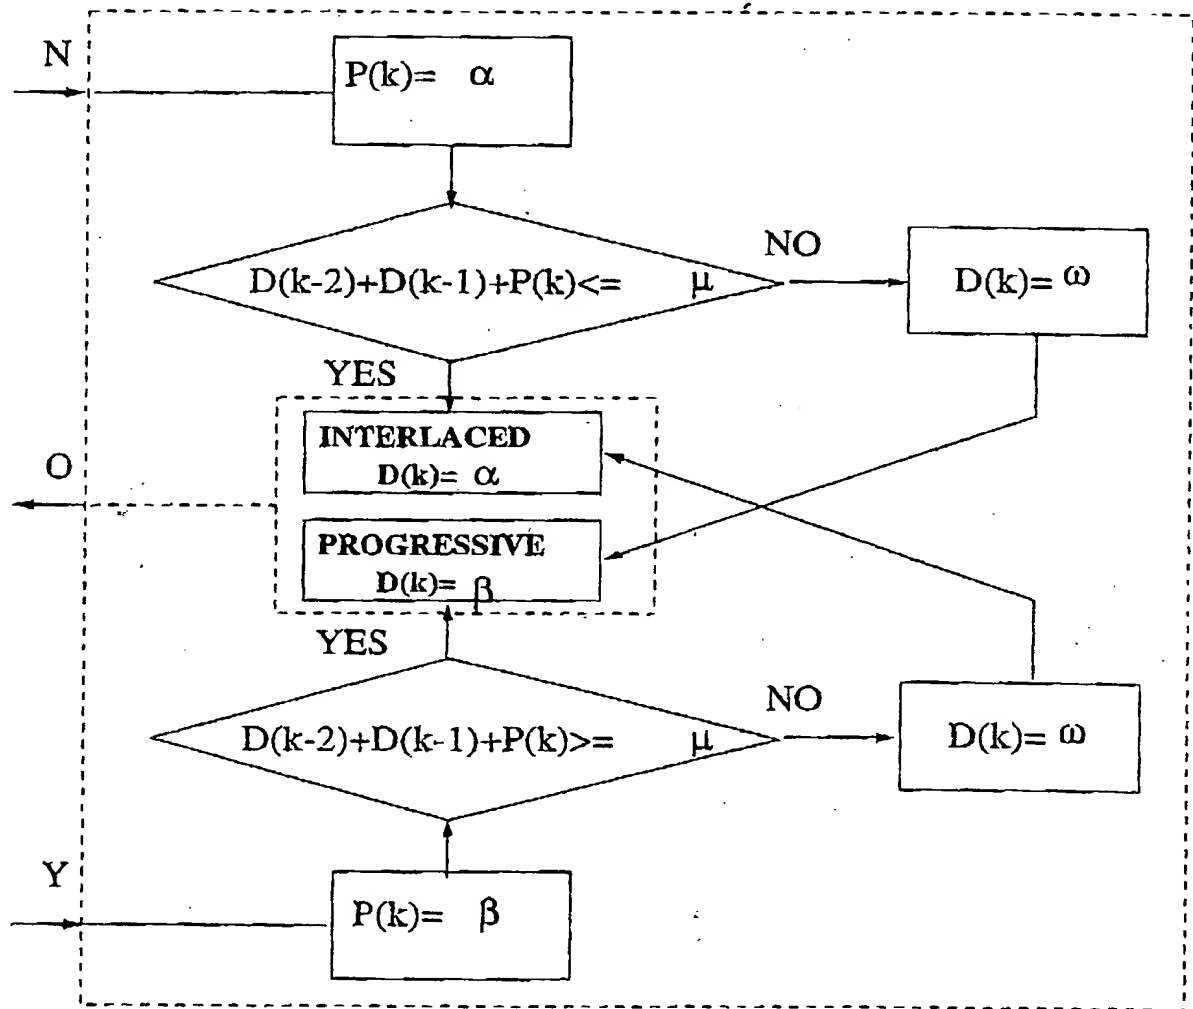 N
P(k)= α
D(k-2)+D(k-1)+P(k)<= μ
NO
D(k)= ω
YES
INTERLACED
D(k)= α
O
PROGRESSIVE
D(k)= β
YES
D(k-2)+D(k-1)+P(k)>= μ
NO
D(k)= ω
Y
P(k)= β